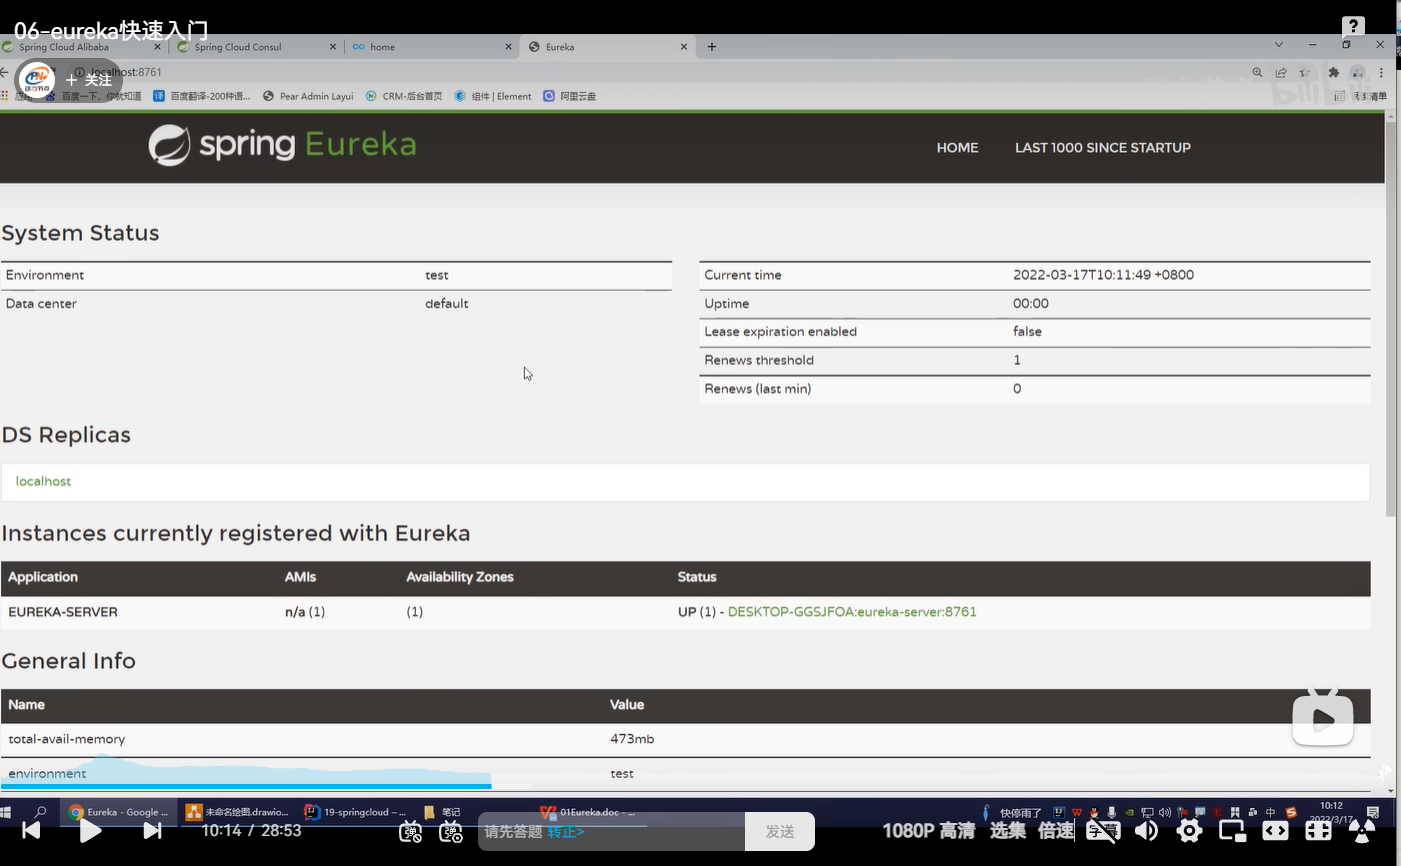 06-eureka快速入门
Spring Cloud Alibaba
Spring Cloud Consul
home
Eureka
localhost:8761
+ 关注
百度一下，你就知道
百度翻译-200种语...
Pear Admin Layui
CRM-后台首页
组件 | Element
阿里云盘
spring Eureka
HOME
LAST 1000 SINCE STARTUP
System Status
Environment test
Data center default
Current time 2022-03-17T10:11:49 +0800
Uptime 00:00
Lease expiration enabled false
Renews threshold 1
Renews (last min) 0
DS Replicas
localhost
Instances currently registered with Eureka
Application AMIs Availability Zones Status
EUREKA-SERVER n/a (1) (1) UP (1) - DESKTOP-GGSJFOA:eureka-server:8761
General Info
Name Value
total-avail-memory 473mb
environment test
Eureka - Google ...
未命名绘图.drawio...
19-springcloud – ...
笔记
01Eureka.doc - ...
快停雨了
中
10:12
2022/3/17
10:14 / 28:53
请先答题 转正>
发送
1080P 高清
选集
倍速